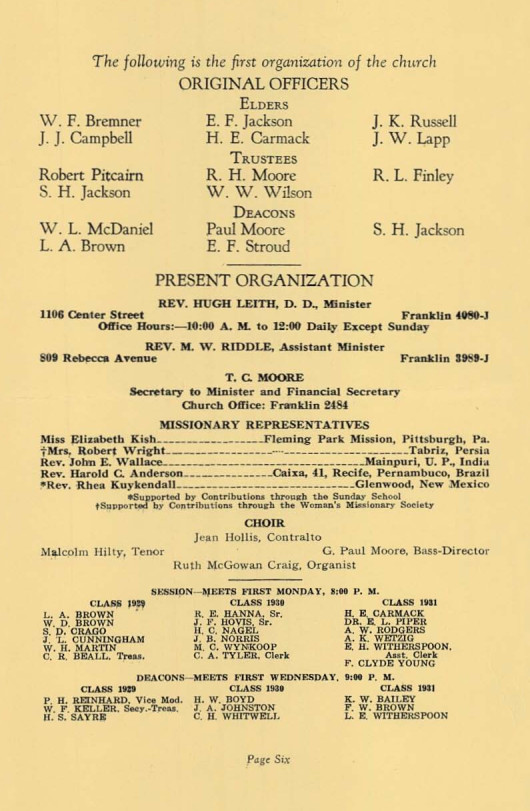 The following is the first organization of the church
ORIGINAL OFFICERS
ELDERS
W. F. Bremner E. F. Jackson J. K. Russell
J. J. Campbell H. E. Carmack J. W. Lapp
TRUSTEES
Robert Pitcairn R. H. Moore R. L. Finley
S. H. Jackson W. W. Wilson
DEACONS
W. L. McDaniel Paul Moore S. H. Jackson
L. A. Brown E. F. Stroud
PRESENT ORGANIZATION
REV. HUGH LEITH, D. D., Minister
1106 Center Street Franklin 4080-J
Office Hours:—10:00 A. M. to 12:00 Daily Except Sunday
REV. M. W. RIDDLE, Assistant Minister
809 Rebecca Avenue Franklin 3989-J
T. C. MOORE
Secretary to Minister and Financial Secretary
Church Office: Franklin 2484
MISSIONARY REPRESENTATIVES
Miss Elizabeth Kish Fleming Park Mission, Pittsburgh, Pa.
†Mrs, Robert Wright Tabriz, Persia
Rev. John E. Wallace Mainpuri, U. P., India
Rev. Harold C. Anderson Caixa, 41, Recife, Pernambuco, Brazil
*Rev. Rhea Kuykendall Glenwood, New Mexico
*Supported by Contributions through the Sunday School
†Supported by Contributions through the Woman's Missionary Society
CHOIR
Jean Hollis, Contralto
Malcolm Hilty, Tenor G. Paul Moore, Bass-Director
Ruth McGowan Craig, Organist
SESSION—MEETS FIRST MONDAY, 8:00 P. M.
CLASS 1929 CLASS 1930 CLASS 1931
L. A. BROWN R. E. HANNA, Sr. H. E. CARMACK
W. D. BROWN J. F. HOVIS, Sr. DR. E. L. PIPER
S. D. CRAGO H. C. NAGEL A. W. RODGERS
J. L. CUNNINGHAM J. B. NORRIS A. K. WETZIG
W. H. MARTIN M. C. WYNKOOP E. H. WITHERSPOON,
C. R. BEALL, Treas. C. A. TYLER, Clerk Asst. Clerk
F. CLYDE YOUNG
DEACONS—MEETS FIRST WEDNESDAY, 9:00 P. M.
CLASS 1929 CLASS 1930 CLASS 1931
P. H. REINHARD, Vice Mod. H. W. BOYD K. W. BAILEY
W. F. KELLER, Secy.-Treas. J. A. JOHNSTON F. W. BROWN
H. S. SAYRE C. H. WHITWELL L. E. WITHERSPOON
Page Six